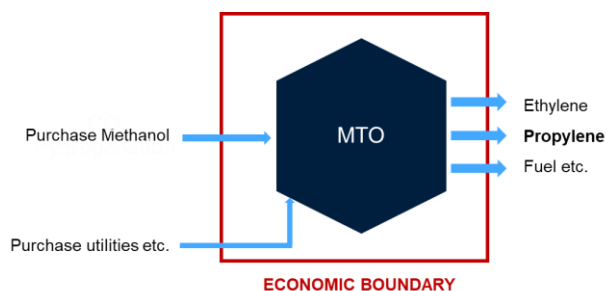 Purchase Methanol
MTO
Ethylene
Propylene
Fuel etc.
Purchase utilities etc.
ECONOMIC BOUNDARY